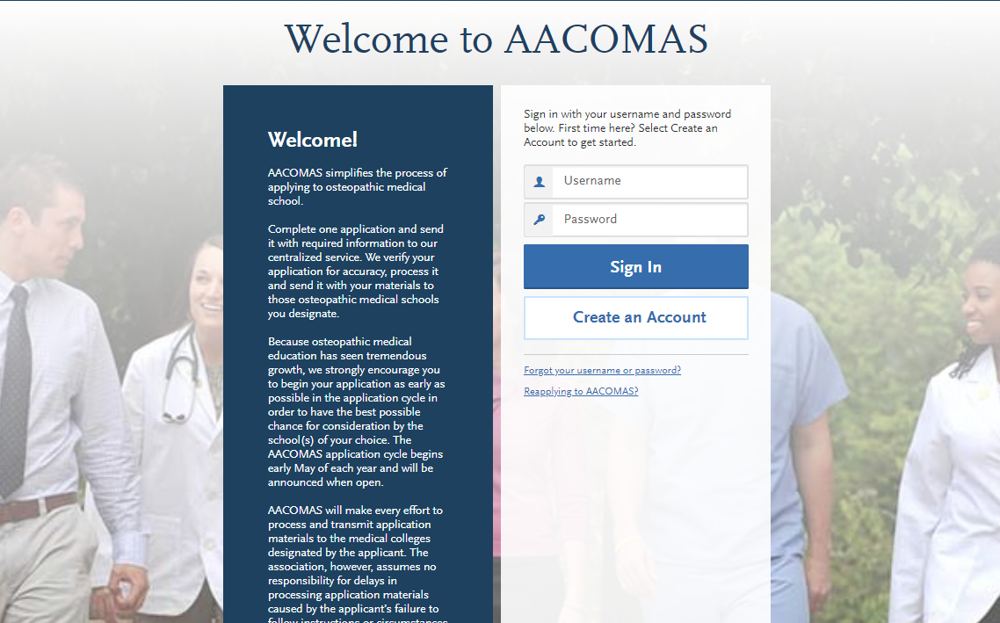 Welcome to AACOMAS
Welcome!
AACOMAS simplifies the process of
applying to osteopathic medical
school.
Complete one application and send
it with required information to our
centralized service. We verify your
application for accuracy, process it
and send it with your materials to
those osteopathic medical schools
you designate.
Because osteopathic medical
education has seen tremendous
growth, we strongly encourage you
to begin your application as early as
possible in the application cycle in
order to have the best possible
chance for consideration by the
school(s) of your choice. The
AACOMAS application cycle begins
early May of each year and will be
announced when open.
AACOMAS will make every effort to
process and transmit application
materials to the medical colleges
designated by the applicant. The
association, however, assumes no
responsibility for delays in
processing application materials
caused by the applicant's failure to
follow instructions or circumstances
Sign in with your username and password
below. First time here? Select Create an
Account to get started.
Username
Password
Sign In
Create an Account
Forgot your username or password?
Reapplying to AACOMAS?